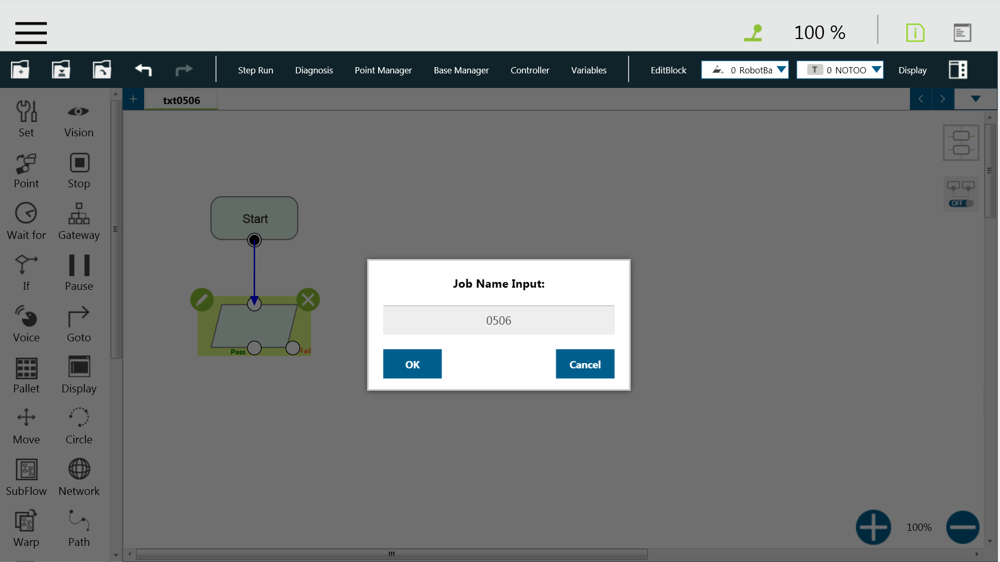 100 %
Step Run
Diagnosis
Point Manager
Base Manager
Controller
Variables
EditBlock
0 RobotBa
T 0 NOTOO
Display
txt0506
Set
Vision
Point
Stop
Wait for
Gateway
If
Pause
Voice
Goto
Pallet
Display
Move
Circle
SubFlow
Network
Warp
Path
Start
Pass
Fail
Job Name Input:
0506
OK
Cancel
OFF
100%